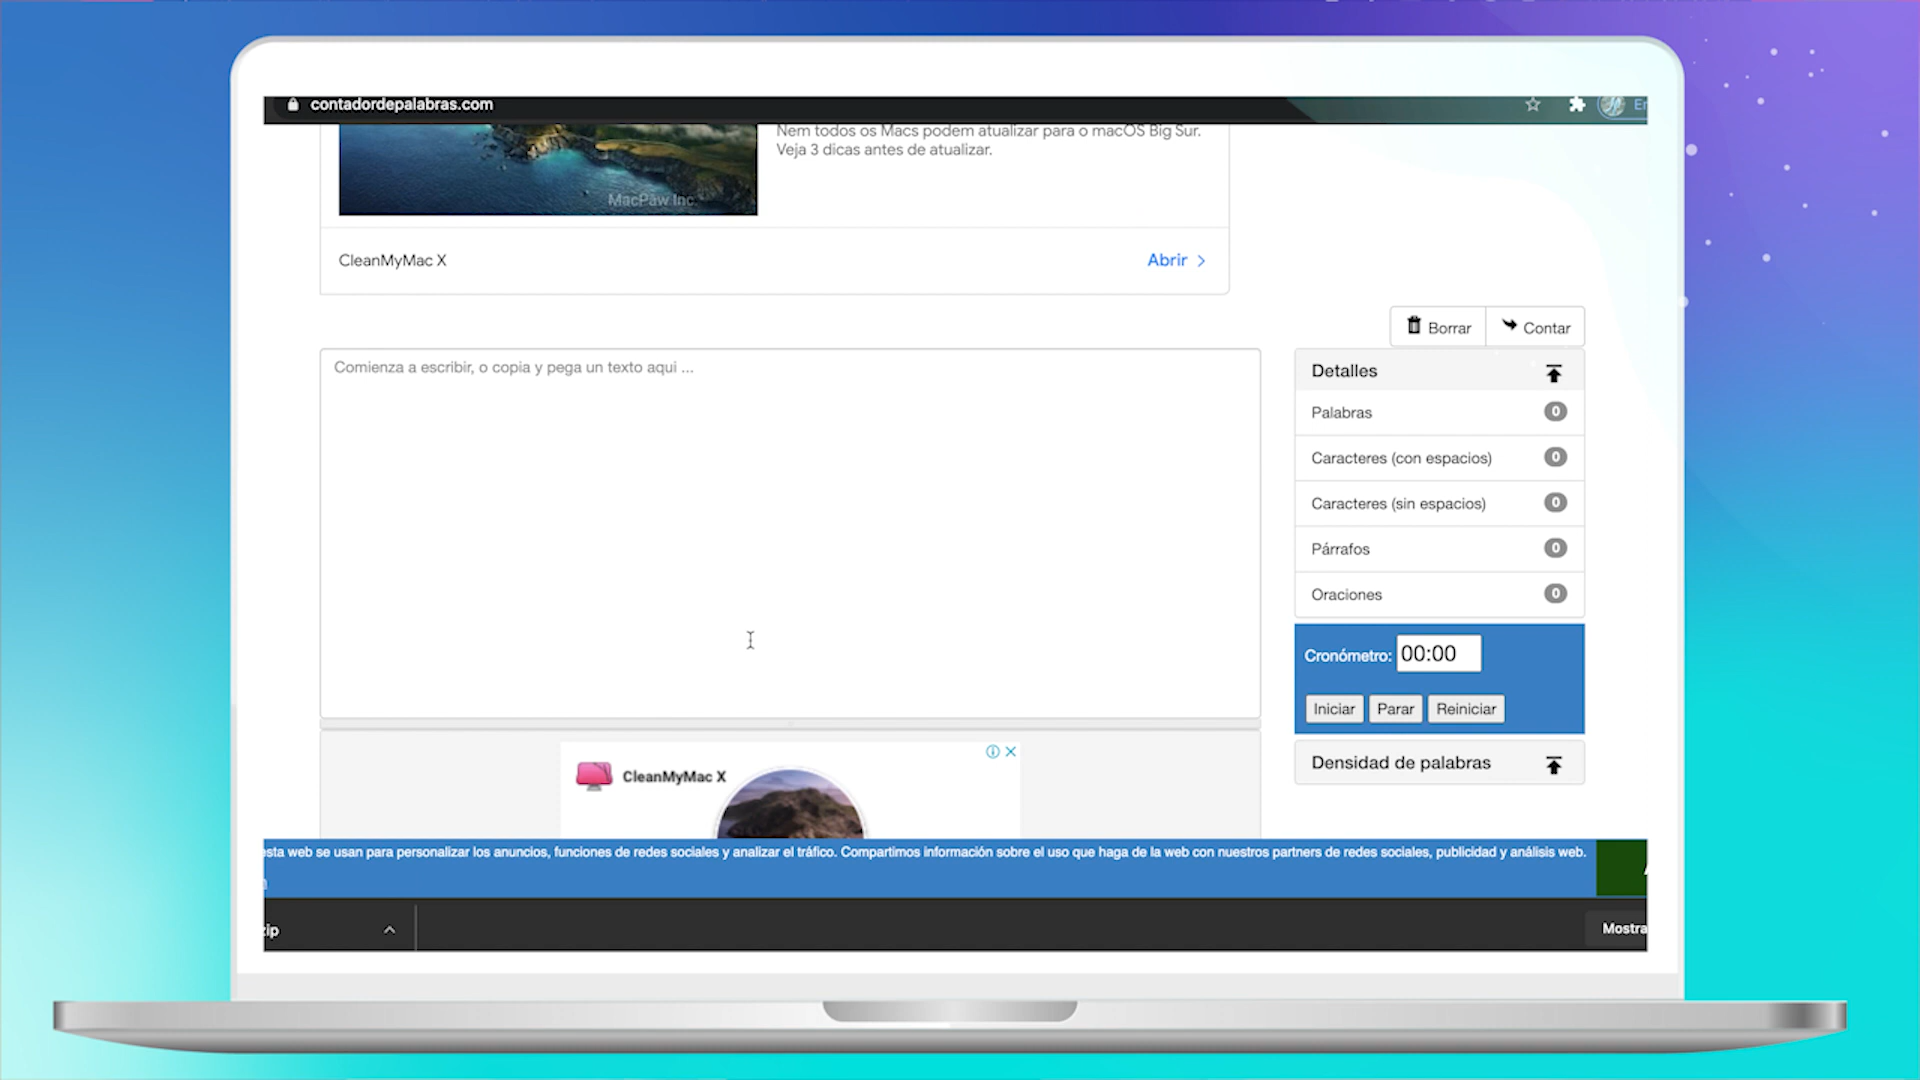 contadordepalabras.com
Nem todos os Macs podem atualizar para o macOS Big Sur.
Veja 3 dicas antes de atualizar.
MacPaw Inc.
CleanMyMac X
Abrir
Borrar
Contar
Comienza a escribir, o copia y pega un texto aqui ...
Detalles
Palabras 0
Caracteres (con espacios) 0
Caracteres (sin espacios) 0
Párrafos 0
Oraciones 0
Cronómetro: 00:00
Iniciar Parar Reiniciar
Densidad de palabras
CleanMyMac X
esta web se usan para personalizar los anuncios, funciones de redes sociales y analizar el tráfico. Compartimos información sobre el uso que haga de la web con nuestros partners de redes sociales, publicidad y análisis web.
zip
Mostra